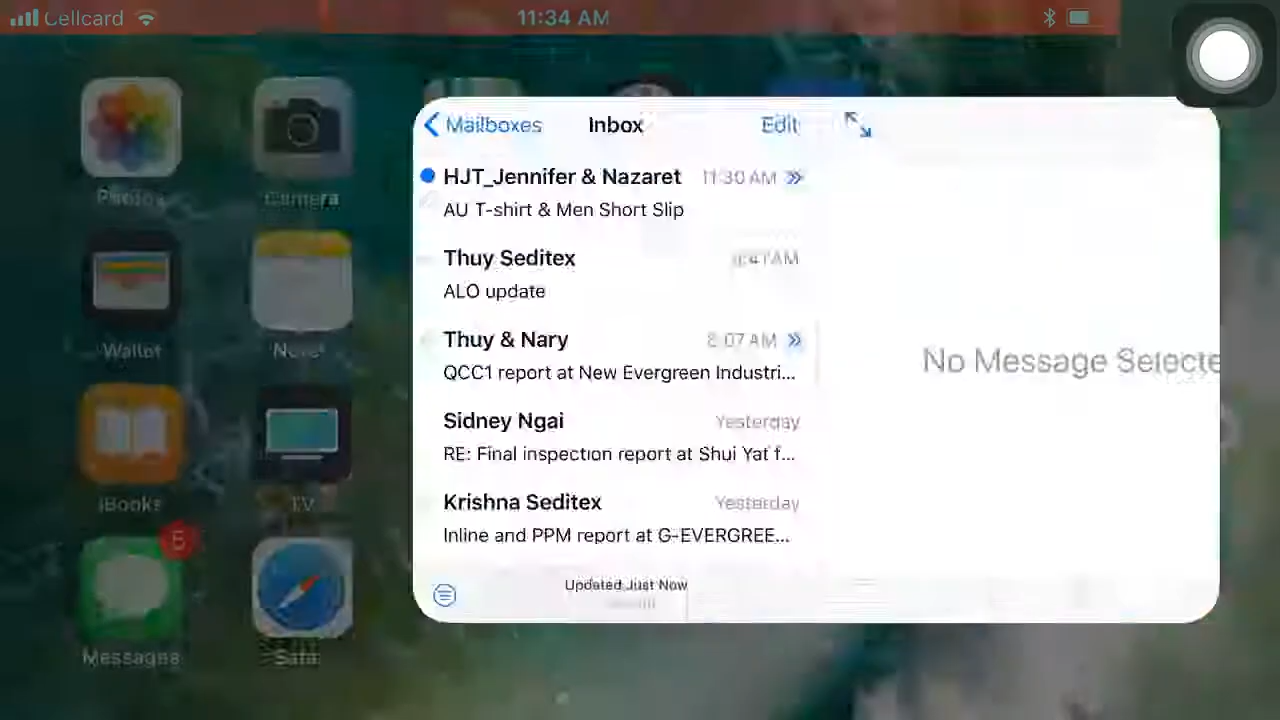 Cellcard
11:34 AM
Mailboxes
Inbox
Edit
HJT_Jennifer & Nazaret
11:30 AM
AU T-shirt & Men Short Slip
Thuy Seditex
ALO update
Thuy & Nary
8:07 AM
QCC1 report at New Evergreen Industri...
Sidney Ngai
Yesterday
RE: Final inspection report at Shui Yat f...
Krishna Seditex
Yesterday
Inline and PPM report at G-EVERGREE...
Updated Just Now
No Message Selecte
Photos
Camera
Wallet
iBooks
TV
5
Messages